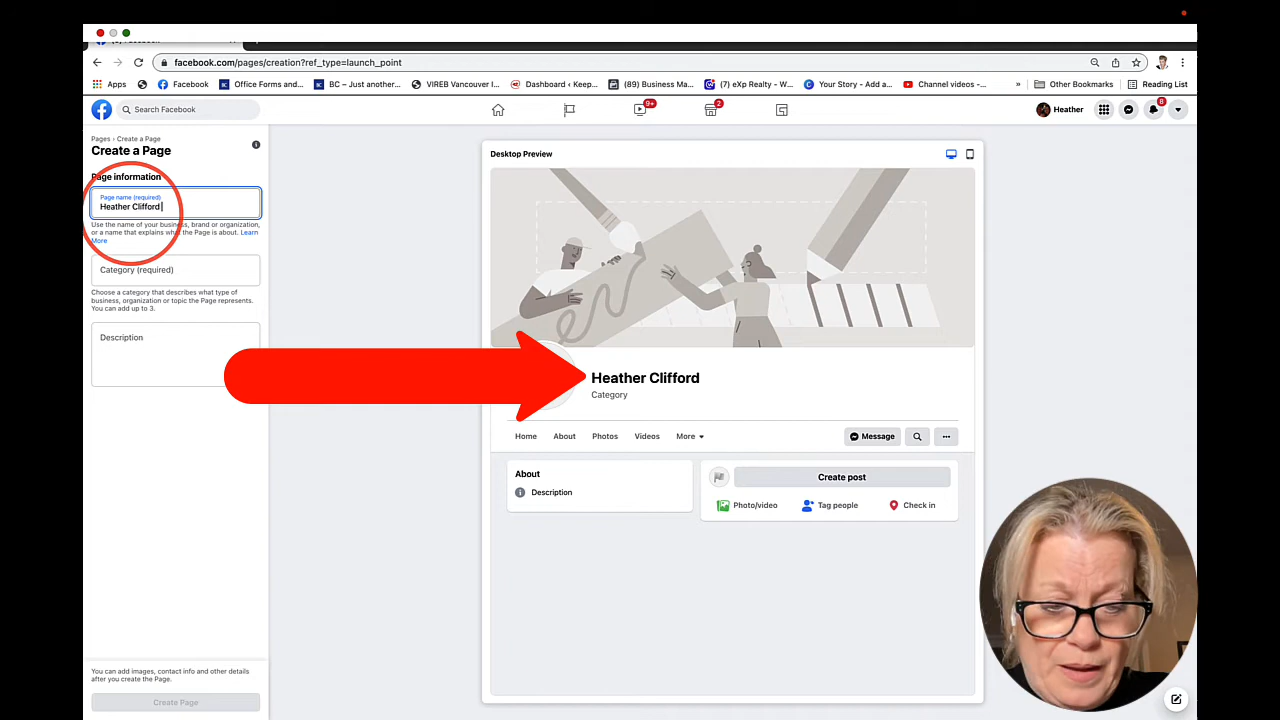 facebook.com/pages/creation?ref_type=launch_point
Apps
Facebook
Office Forms and...
BC – Just another...
VIREB Vancouver I...
Dashboard ‹ Keep...
(89) Business Ma...
(7) eXp Realty – W...
Your Story - Add a...
Channel videos -...
»
Other Bookmarks
Reading List
Search Facebook
9+
2
Heather
8
Pages › Create a Page
Create a Page
Page information
Page name (required)
Heather Clifford
Use the name of your business, brand or organization,
or a name that explains what the Page is about. Learn
More
Category (required)
Choose a category that describes what type of
business, organization or topic the Page represents.
You can add up to 3.
Description
You can add images, contact info and other details
after you create the Page.
Create Page
Desktop Preview
Heather Clifford
Category
Home About Photos Videos More
Message
About
Description
Create post
Photo/video Tag people Check in